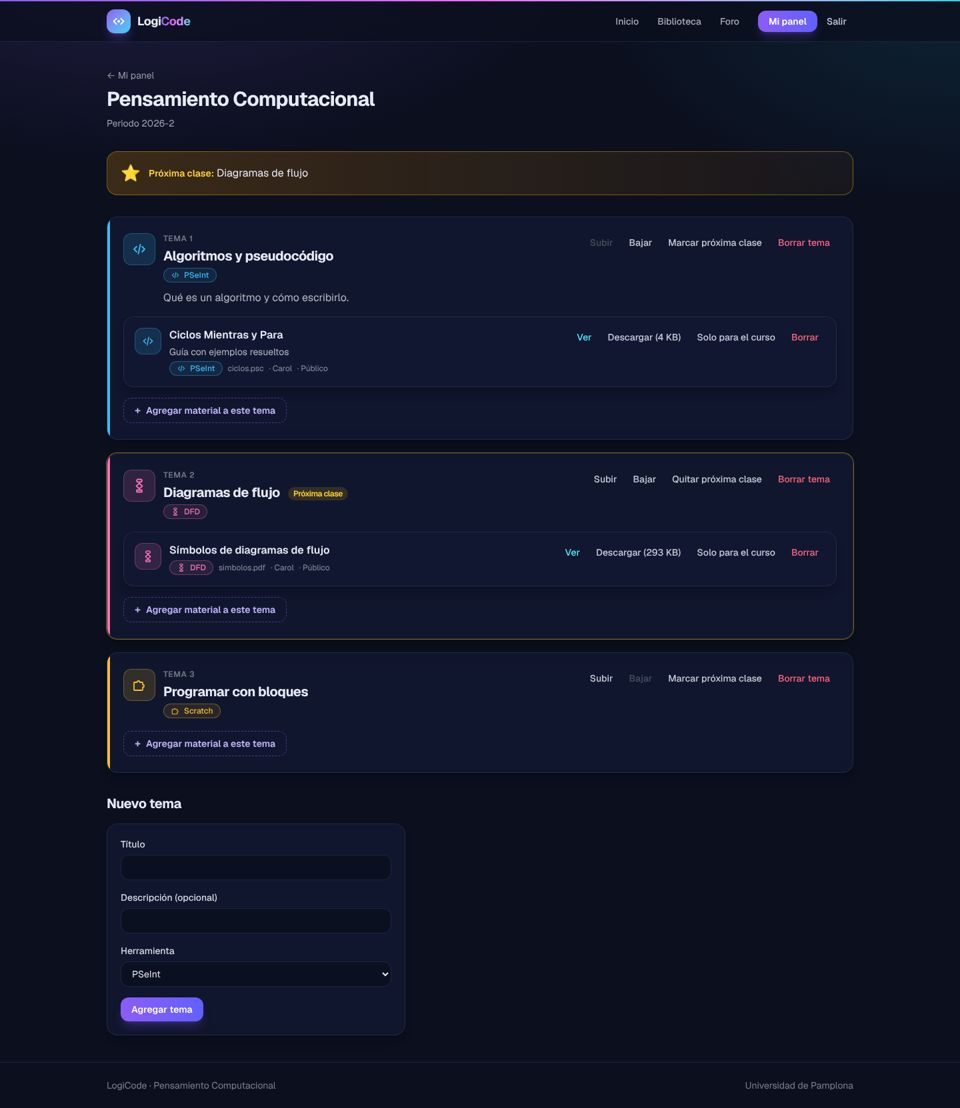 LogiCode
Inicio Biblioteca Foro Mi panel Salir
← Mi panel
Pensamiento Computacional
Periodo 2026-2
Próxima clase: Diagramas de flujo
TEMA 1
Subir Bajar Marcar próxima clase Borrar tema
Algoritmos y pseudocódigo
PSeInt
Qué es un algoritmo y cómo escribirlo.
Ciclos Mientras y Para
Ver Descargar (4 KB) Solo para el curso Borrar
Guía con ejemplos resueltos
PSeInt ciclos.psc · Carol · Público
+ Agregar material a este tema
TEMA 2
Subir Bajar Quitar próxima clase Borrar tema
Diagramas de flujo Próxima clase
DFD
Símbolos de diagramas de flujo
Ver Descargar (293 KB) Solo para el curso Borrar
DFD simbolos.pdf · Carol · Público
+ Agregar material a este tema
TEMA 3
Subir Bajar Marcar próxima clase Borrar tema
Programar con bloques
Scratch
+ Agregar material a este tema
Nuevo tema
Título
Descripción (opcional)
Herramienta
PSeInt
Agregar tema
LogiCode · Pensamiento Computacional
Universidad de Pamplona